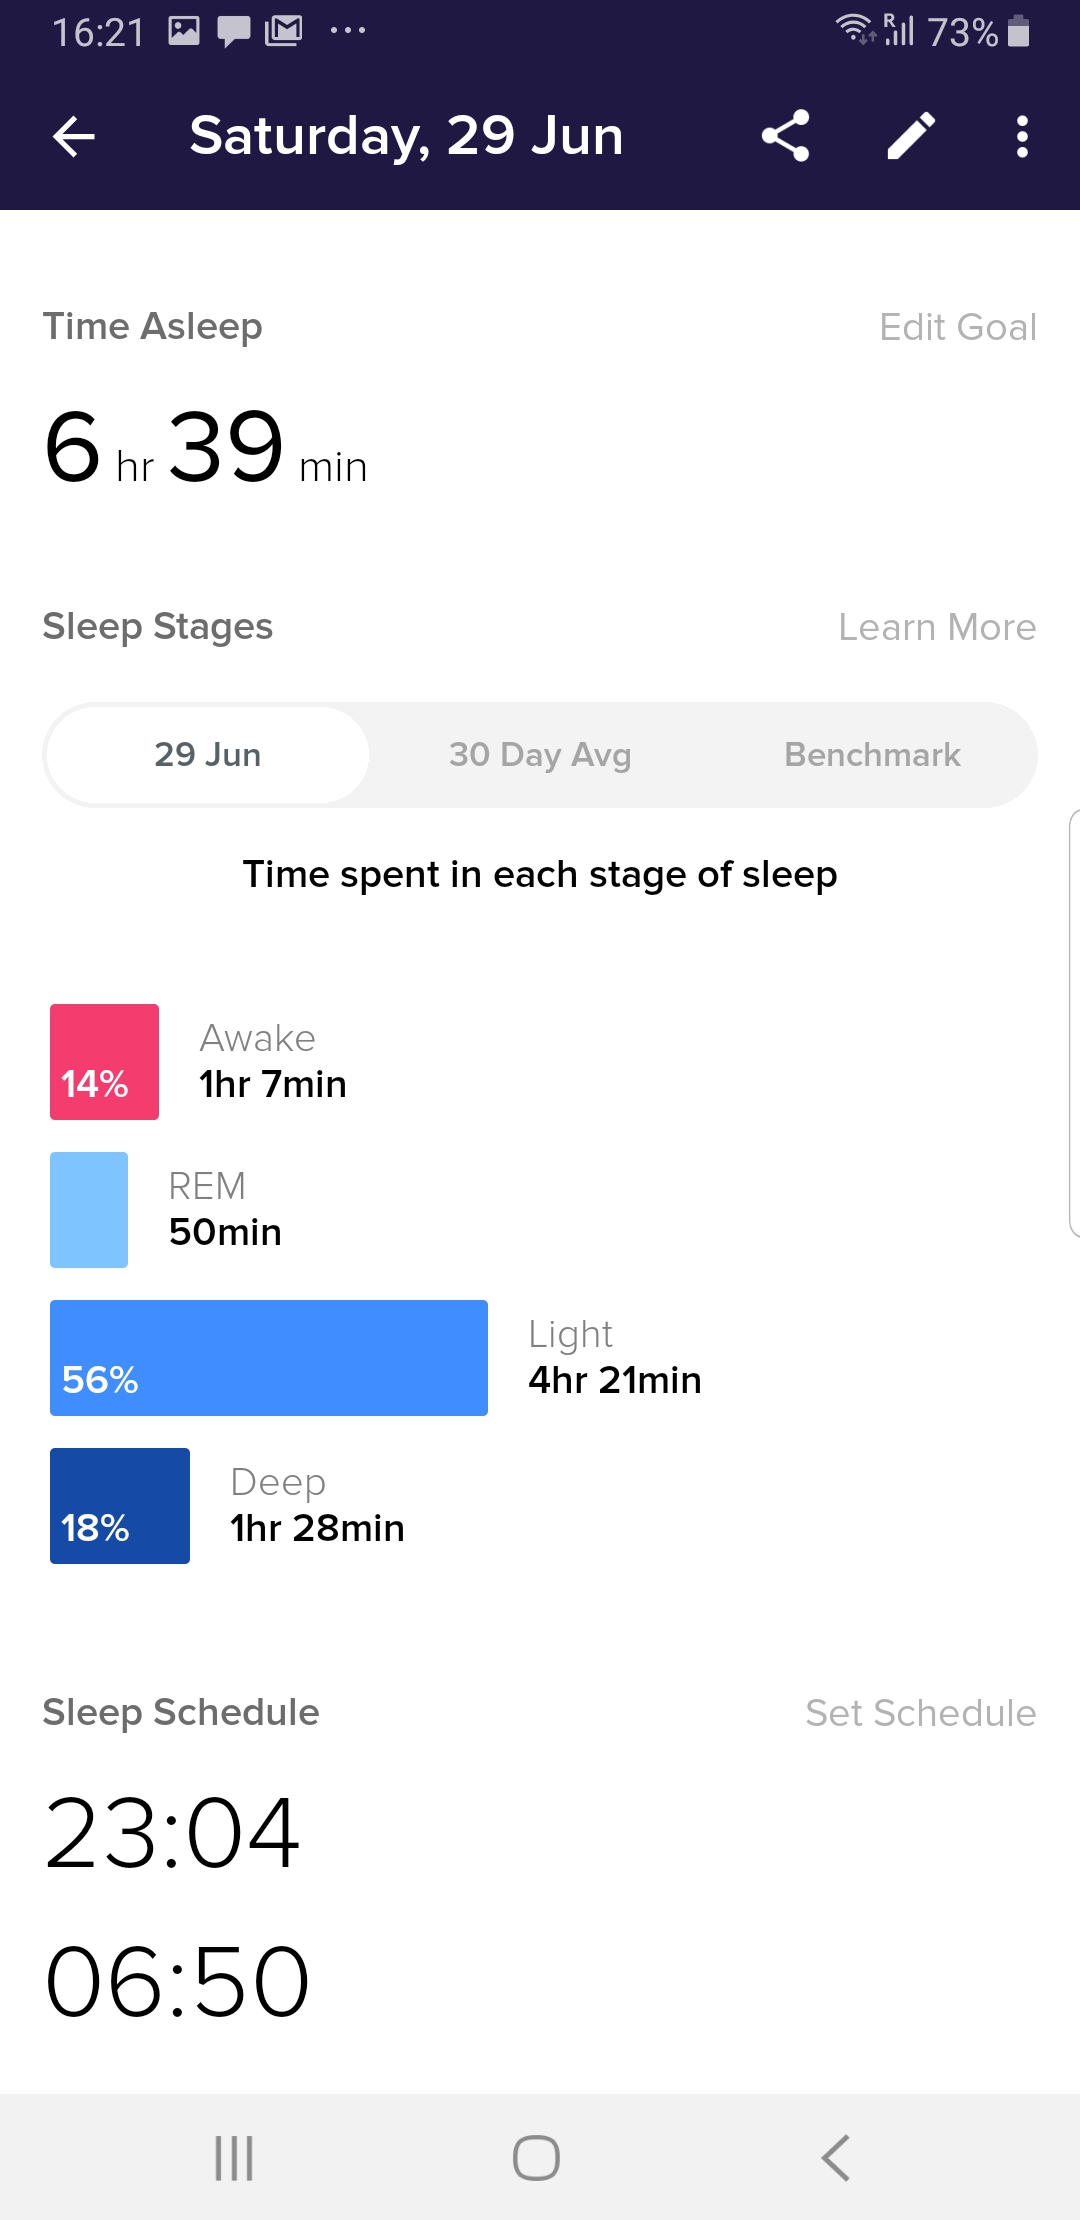 16:21 R 73%
Saturday, 29 Jun
Time Asleep Edit Goal
6 hr 39 min
Sleep Stages Learn More
29 Jun 30 Day Avg Benchmark
Time spent in each stage of sleep
Awake
14% 1hr 7min
REM
50min
Light
56% 4hr 21min
Deep
18% 1hr 28min
Sleep Schedule Set Schedule
23:04
06:50